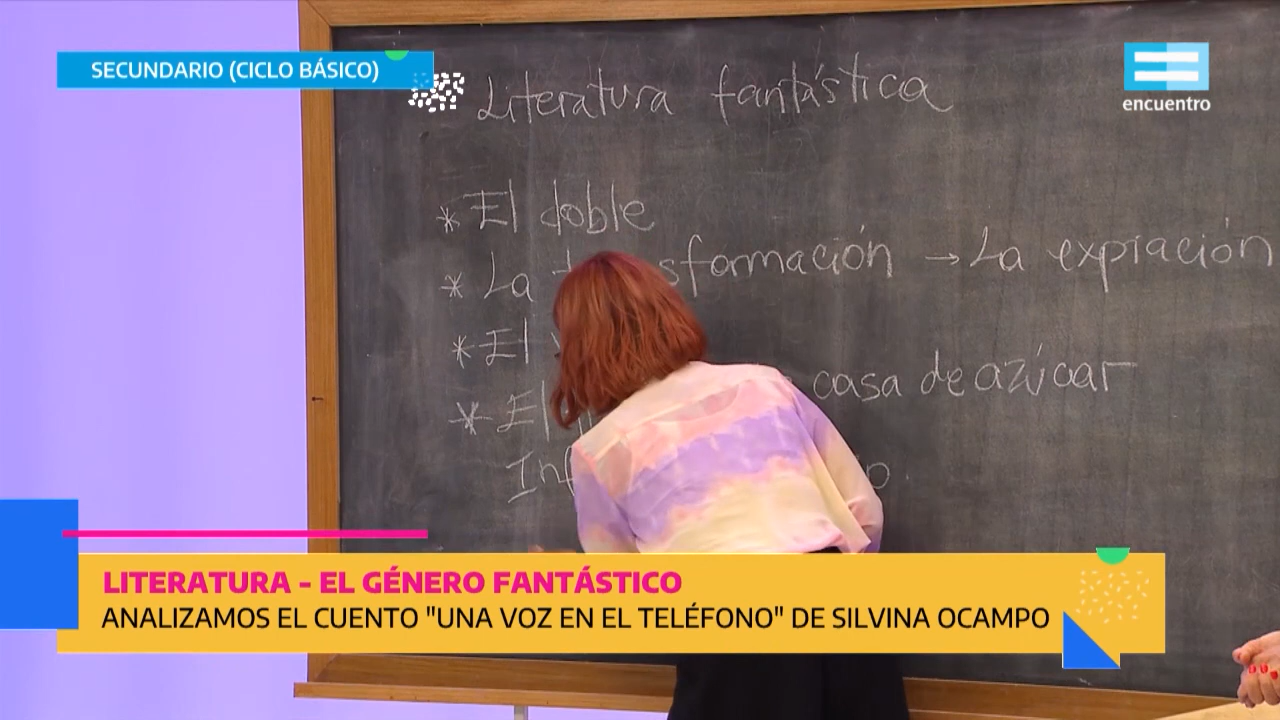 SECUNDARIO (CICLO BÁSICO)
encuentro
Literatura fantástica
* El doble
* La sformación → La expiación
* El
* El casa de azúcar
LITERATURA - EL GÉNERO FANTÁSTICO
ANALIZAMOS EL CUENTO "UNA VOZ EN EL TELÉFONO" DE SILVINA OCAMPO